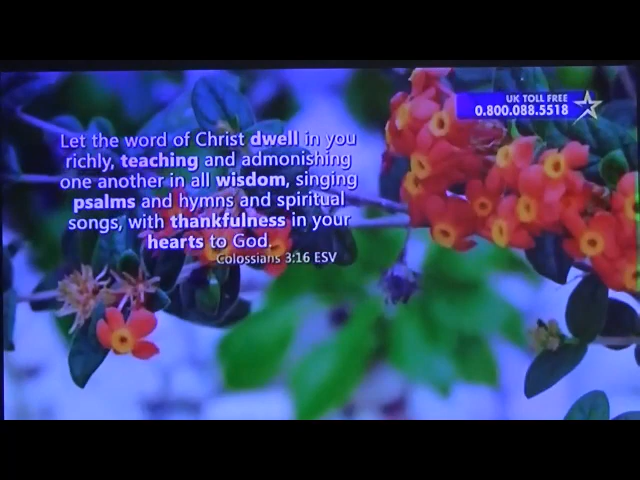 UK TOLL FREE
0.800.088.5518
Let the word of Christ dwell in you
richly, teaching and admonishing
one another in all wisdom, singing
psalms and hymns and spiritual
songs, with thankfulness in your
hearts to God.
Colossians 3:16 ESV